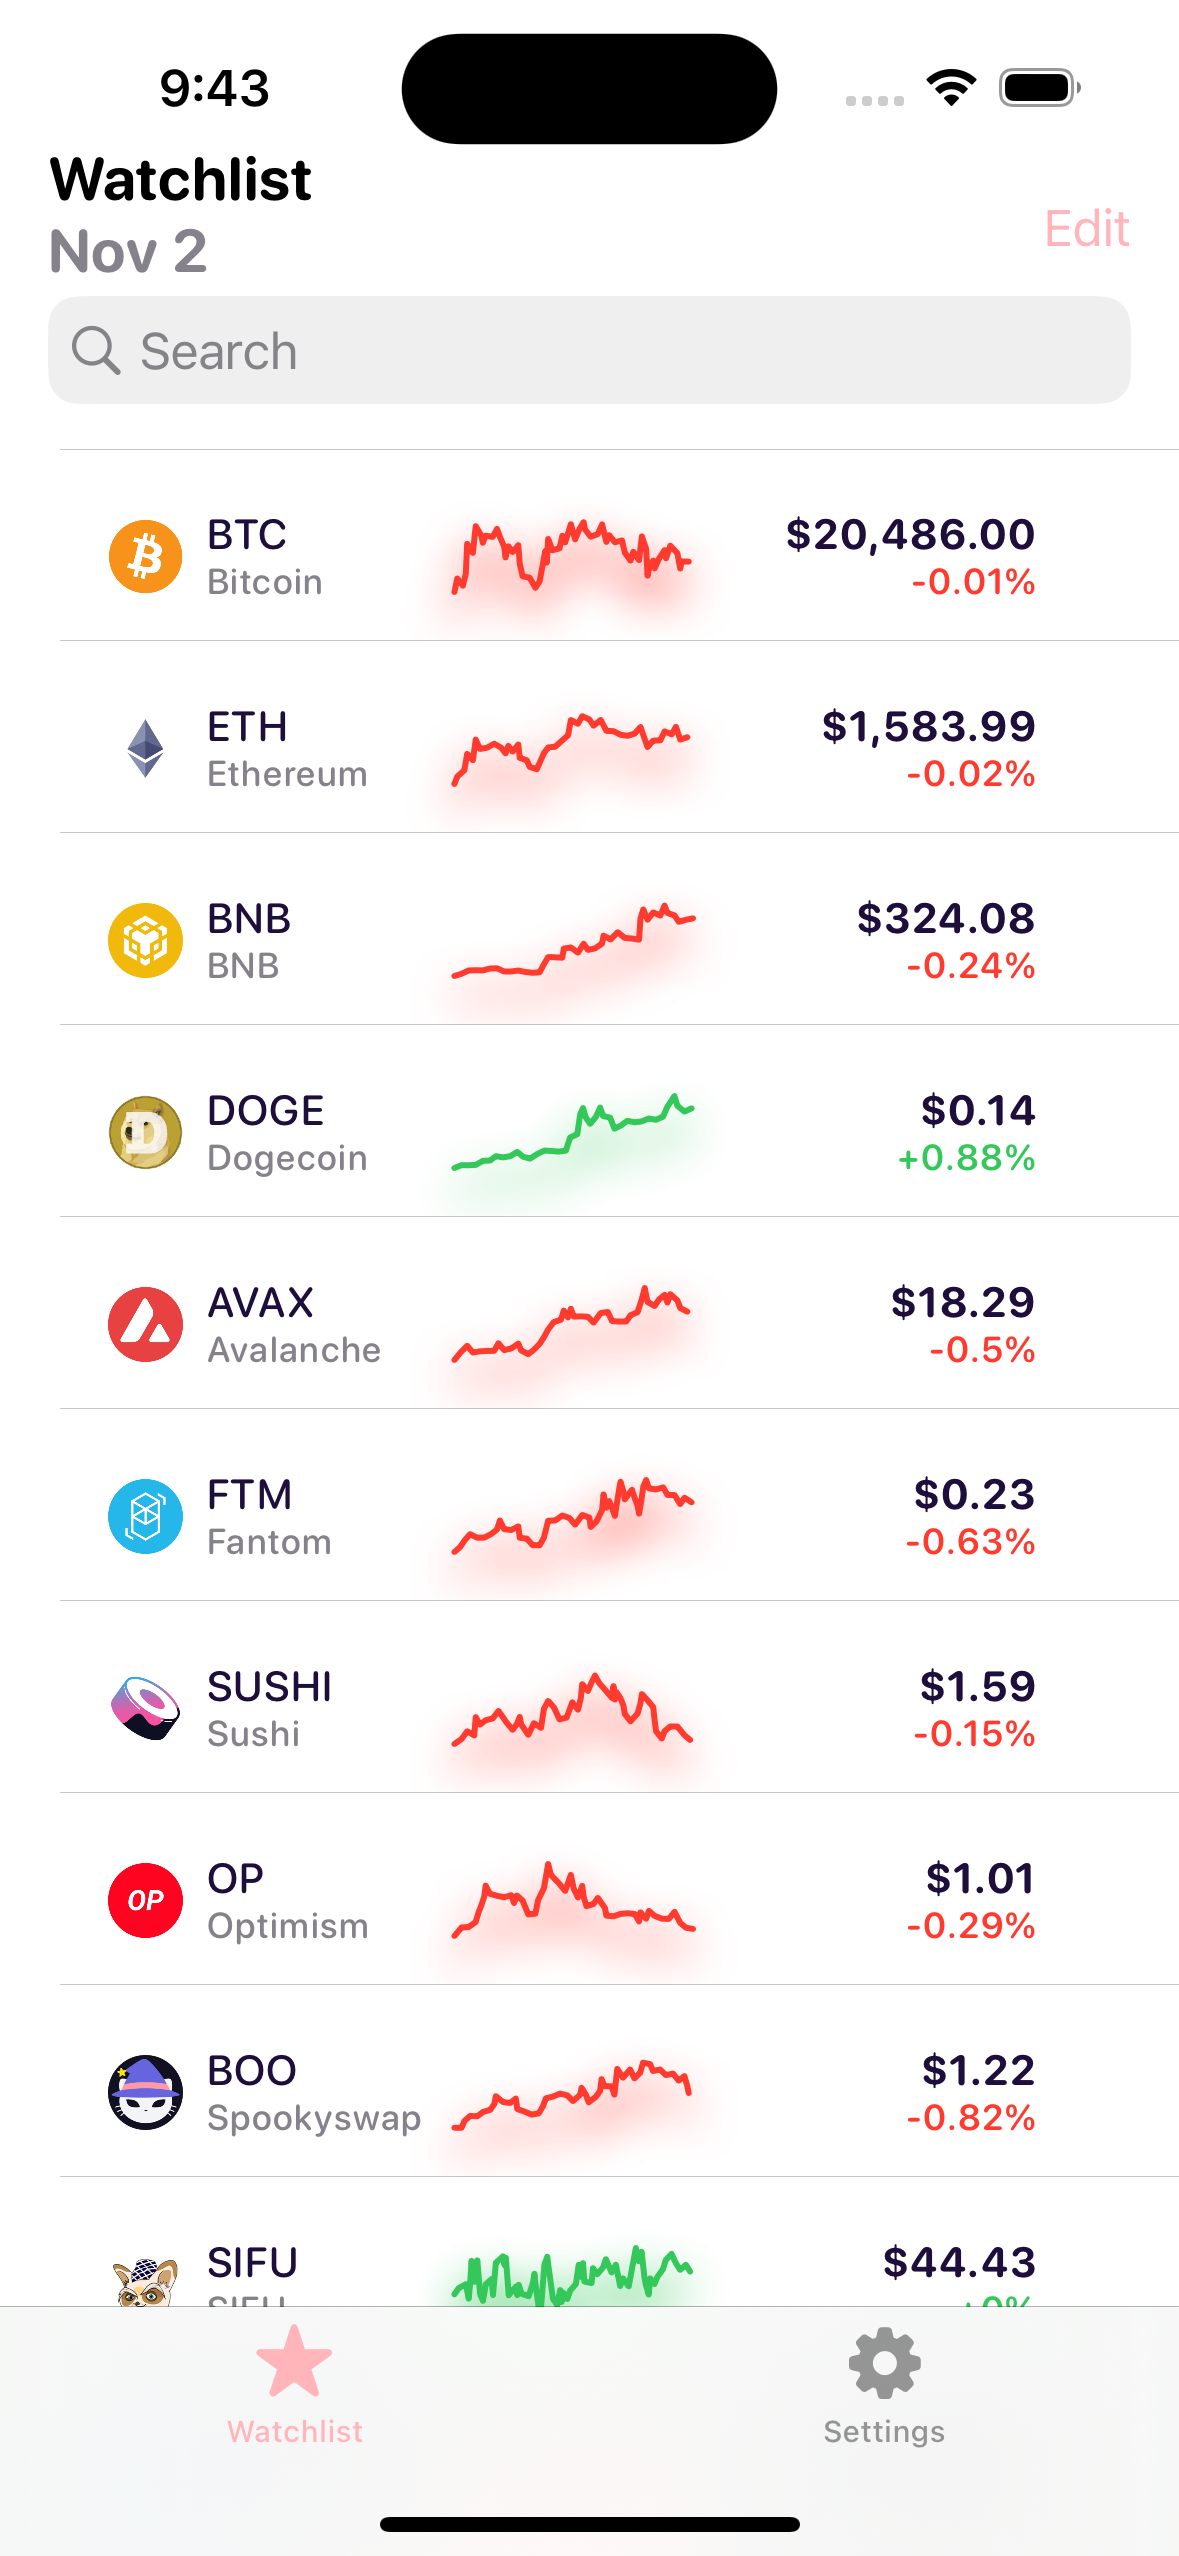 9:43
Watchlist
Nov 2
Edit
Search
BTC
$20,486.00
Bitcoin
-0.01%
ETH
$1,583.99
Ethereum
-0.02%
BNB
$324.08
BNB
-0.24%
DOGE
$0.14
Dogecoin
+0.88%
AVAX
$18.29
Avalanche
-0.5%
FTM
$0.23
Fantom
-0.63%
SUSHI
$1.59
Sushi
-0.15%
OP
OP
$1.01
Optimism
-0.29%
BOO
$1.22
Spookyswap
-0.82%
SIFU
$44.43
SIFU
+0%
Watchlist
Settings